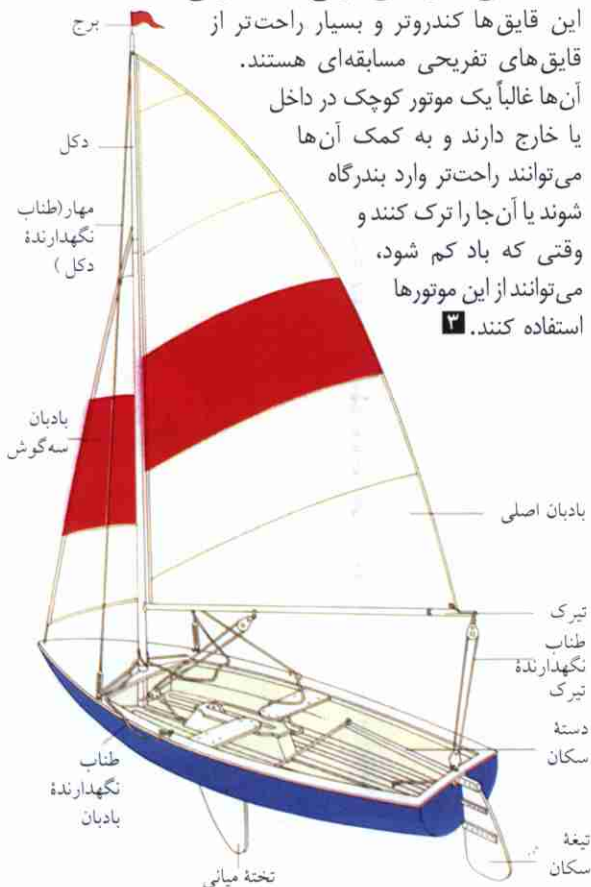 این قایق‌ها کندروتر و بسیار راحت‌تر از
قایق‌های تفریحی مسابقه‌ای هستند.
آن‌ها غالباً یک موتور کوچک در داخل
یا خارج دارند و به کمک آن‌ها
می‌توانند راحت‌تر وارد بندرگاه
شوند یا آن‌جا را ترک کنند و
وقتی که باد کم شود،
می‌توانند از این موتورها
استفاده کنند. ۳
برج
دکل
مهار(طناب
نگهدارندهٔ
دکل)
بادبان
سه‌گوش
بادبان اصلی
تیرک
طناب
نگهدارندهٔ
تیرک
دستهٔ
سکان
تیغهٔ
سکان
طناب
نگهدارندهٔ
بادبان
تختهٔ میانی